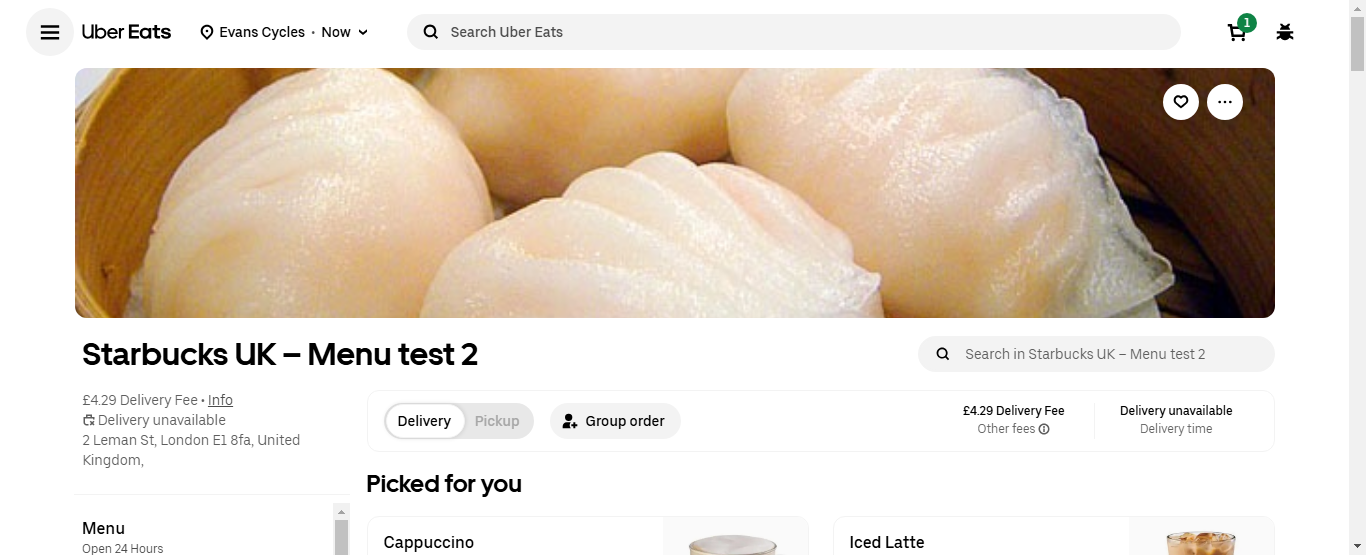 Uber Eats
Evans Cycles • Now
Search Uber Eats
1
Starbucks UK – Menu test 2
Search in Starbucks UK – Menu test 2
£4.29 Delivery Fee • Info
Delivery unavailable
2 Leman St, London E1 8fa, United
Kingdom,
Delivery
Pickup
Group order
£4.29 Delivery Fee
Other fees
Delivery unavailable
Delivery time
Picked for you
Menu
Open 24 Hours
Cappuccino
Iced Latte